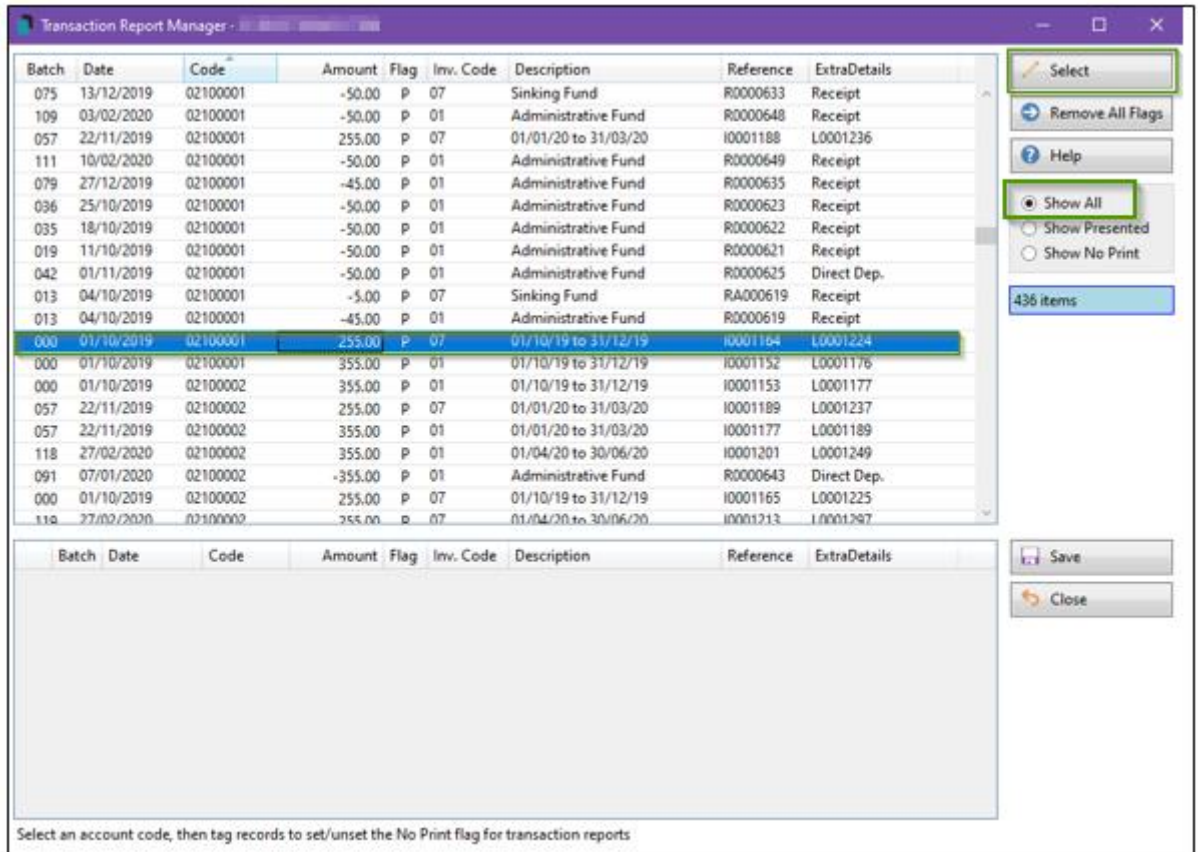 Transaction Report Manager -
Batch Date Code Amount Flag Inv. Code Description Reference ExtraDetails
075 13/12/2019 02100001 -50.00 P 07 Sinking Fund R0000633 Receipt
109 03/02/2020 02100001 -50.00 P 01 Administrative Fund R0000648 Receipt
057 22/11/2019 02100001 255.00 P 07 01/01/20 to 31/03/20 I0001188 L0001236
111 10/02/2020 02100001 -50.00 P 01 Administrative Fund R0000649 Receipt
079 27/12/2019 02100001 -45.00 P 01 Administrative Fund R0000635 Receipt
036 25/10/2019 02100001 -50.00 P 01 Administrative Fund R0000623 Receipt
035 18/10/2019 02100001 -50.00 P 01 Administrative Fund R0000622 Receipt
019 11/10/2019 02100001 -50.00 P 01 Administrative Fund R0000621 Receipt
042 01/11/2019 02100001 -50.00 P 01 Administrative Fund R0000625 Direct Dep.
013 04/10/2019 02100001 -5.00 P 07 Sinking Fund RA000619 Receipt
013 04/10/2019 02100001 -45.00 P 01 Administrative Fund R0000619 Receipt
000 01/10/2019 02100001 255.00 P 07 01/10/19 to 31/12/19 I0001164 L0001224
000 01/10/2019 02100001 355.00 P 01 01/10/19 to 31/12/19 I0001152 L0001176
000 01/10/2019 02100002 355.00 P 01 01/10/19 to 31/12/19 I0001153 L0001177
057 22/11/2019 02100002 255.00 P 07 01/01/20 to 31/03/20 I0001189 L0001237
057 22/11/2019 02100002 355.00 P 01 01/01/20 to 31/03/20 I0001177 L0001189
118 27/02/2020 02100002 355.00 P 01 01/04/20 to 30/06/20 I0001201 L0001249
091 07/01/2020 02100002 -355.00 P 01 Administrative Fund R0000643 Direct Dep.
000 01/10/2019 02100002 255.00 P 07 01/10/19 to 31/12/19 I0001165 L0001225
119 27/02/2020 02100002 255.00 P 07 01/04/20 to 30/06/20 I0001213 L0001297
Select
Remove All Flags
Help
Show All
Show Presented
Show No Print
436 items
Batch Date Code Amount Flag Inv. Code Description Reference ExtraDetails
Save
Close
Select an account code, then tag records to set/unset the No Print flag for transaction reports